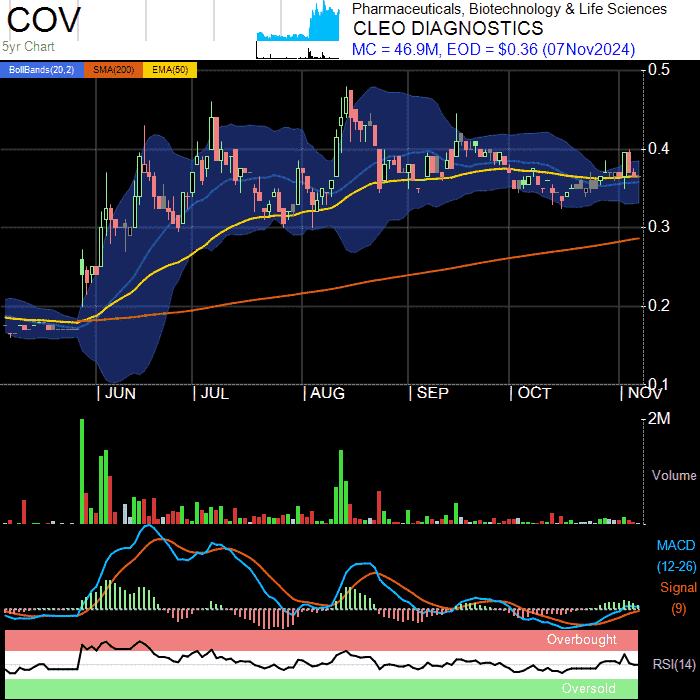 COV
5yr Chart
Pharmaceuticals, Biotechnology & Life Sciences
CLEO DIAGNOSTICS
MC = 46.9M, EOD = $0.36 (07Nov2024)
BollBands(20,2) SMA(200) EMA(50)
0.5
0.4
0.3
0.2
0.1
JUN JUL AUG SEP OCT NOV
2M
Volume
MACD
(12-26)
Signal
(9)
Overbought
RSI(14)
Oversold